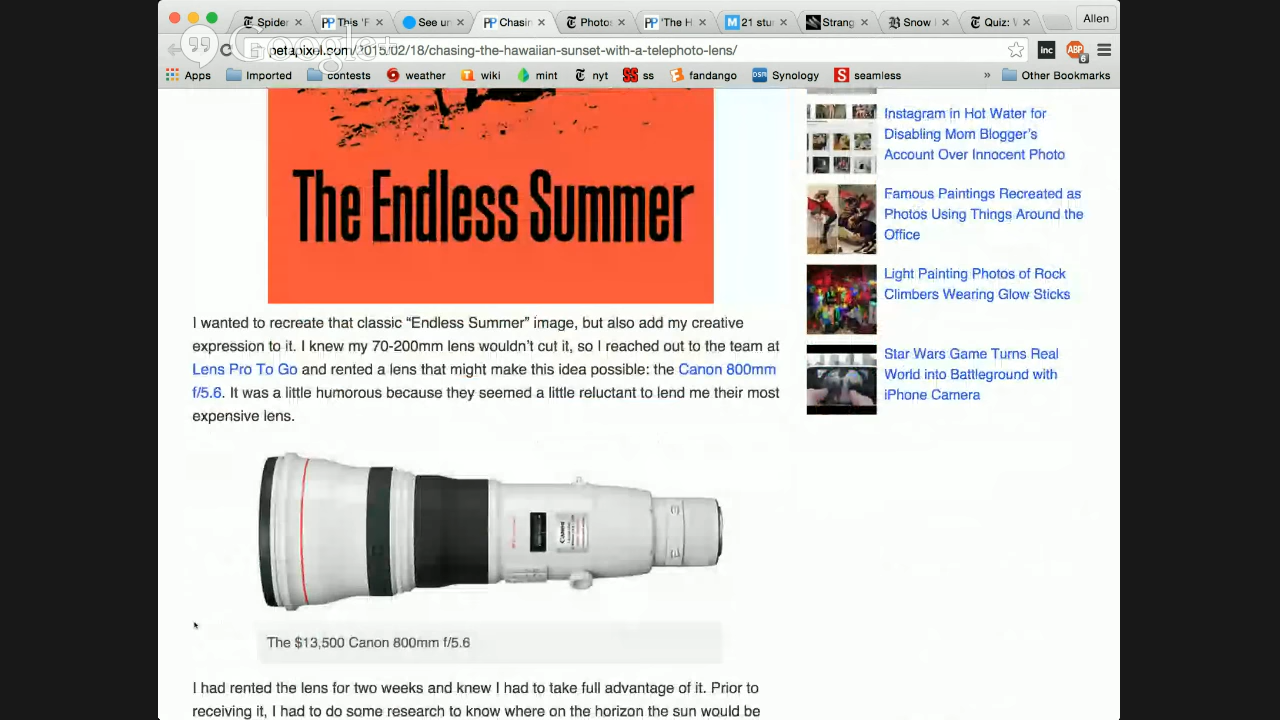 Spider
This 'F
See un
Chasin
Photo:
'The H
21 stu
Strang
Snow
Quiz: V
Allen
Google+
petapixel.com/2015/02/18/chasing-the-hawaiian-sunset-with-a-telephoto-lens/
Inc
ABP
6
Apps
Imported
contests
weather
wiki
mint
nyt
ss
fandango
Synology
seamless
»
Other Bookmarks
The Endless Summer
I wanted to recreate that classic “Endless Summer” image, but also add my creative
expression to it. I knew my 70-200mm lens wouldn’t cut it, so I reached out to the team at
Lens Pro To Go and rented a lens that might make this idea possible: the Canon 800mm
f/5.6. It was a little humorous because they seemed a little reluctant to lend me their most
expensive lens.
Canon
The $13,500 Canon 800mm f/5.6
I had rented the lens for two weeks and knew I had to take full advantage of it. Prior to
receiving it, I had to do some research to know where on the horizon the sun would be
Instagram in Hot Water for
Disabling Mom Blogger’s
Account Over Innocent Photo
Famous Paintings Recreated as
Photos Using Things Around the
Office
Light Painting Photos of Rock
Climbers Wearing Glow Sticks
Star Wars Game Turns Real
World into Battleground with
iPhone Camera